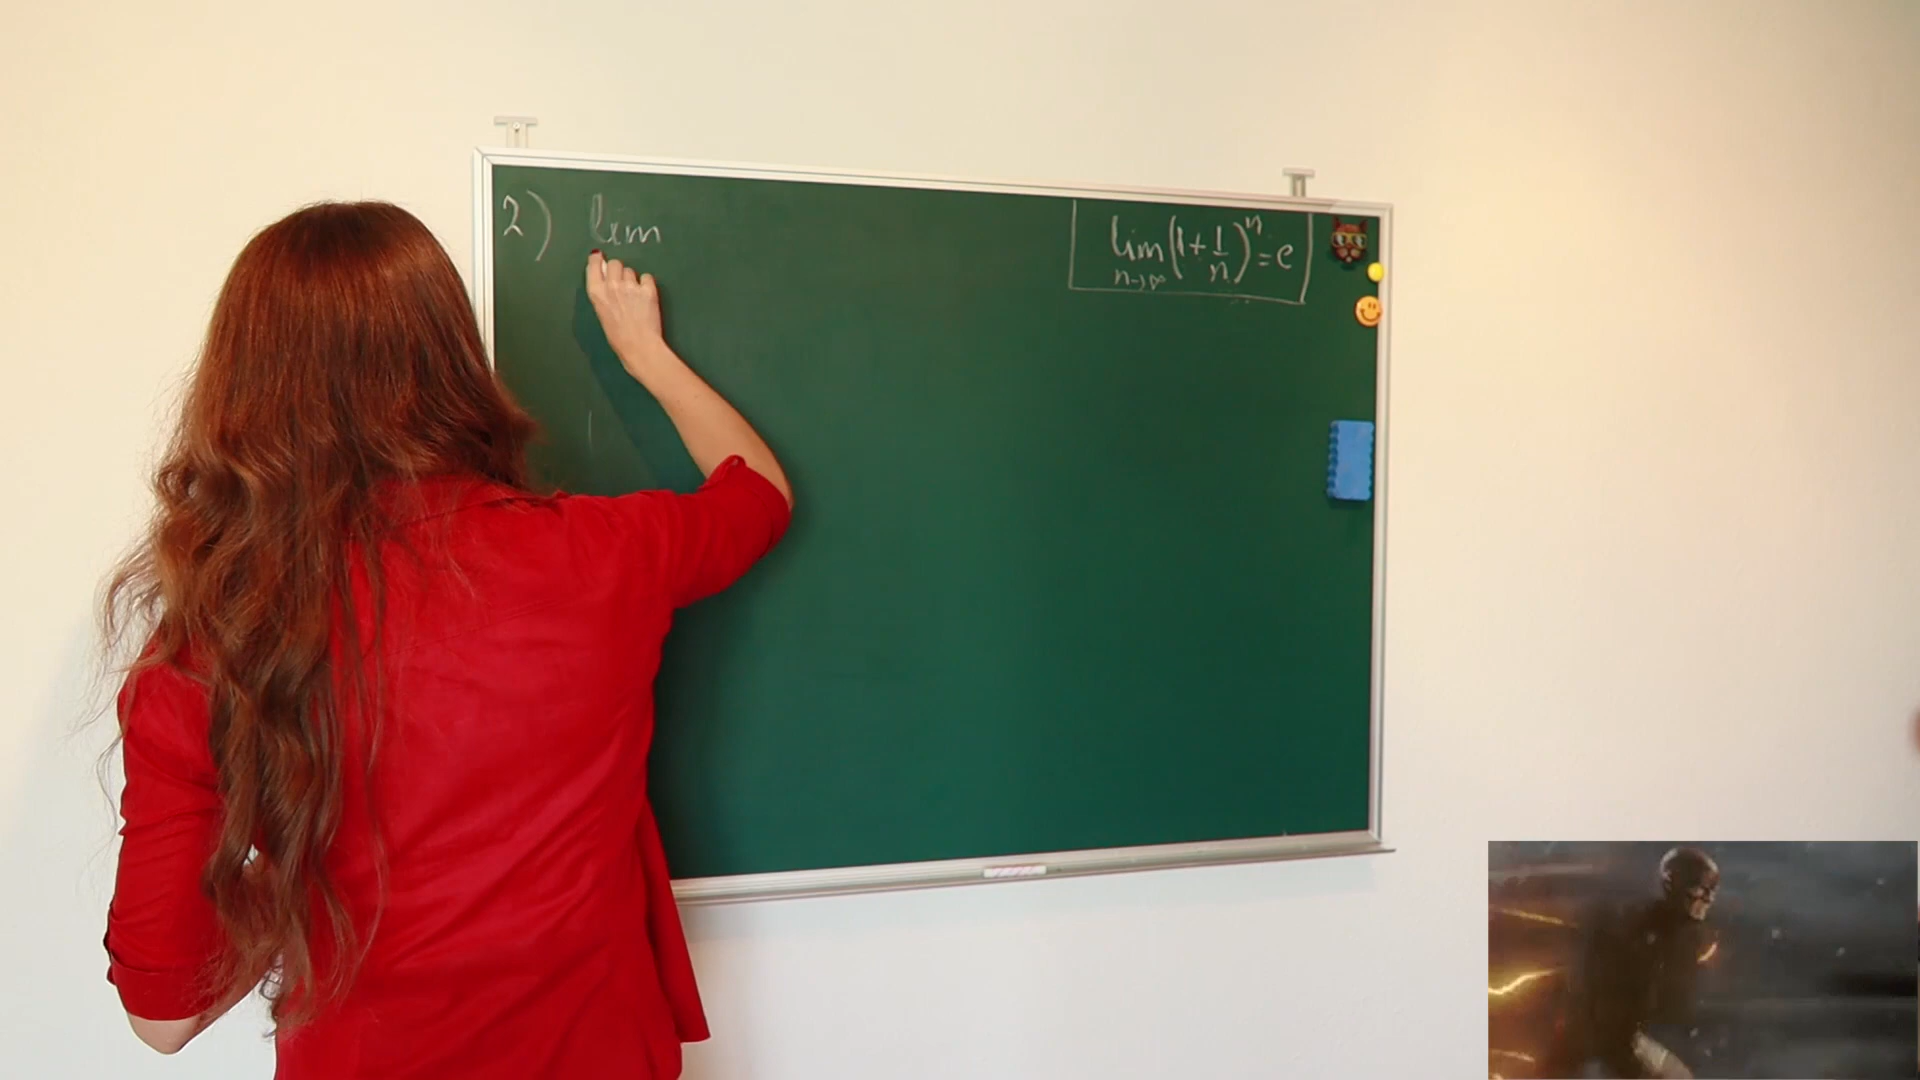 2) lim
lim (1 + 1/n)^n = e
n→∞